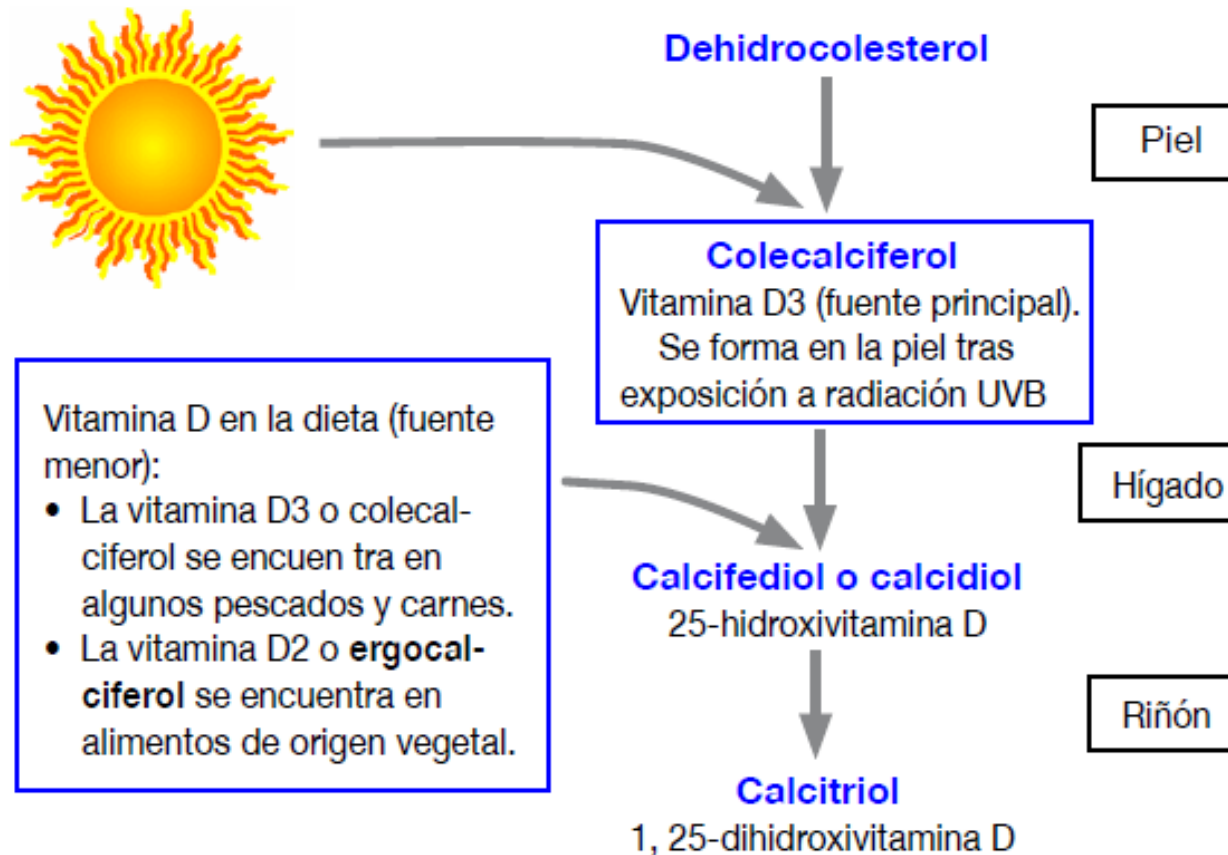 Dehidrocolesterol
Piel
Colecalciferol
Vitamina D3 (fuente principal).
Se forma en la piel tras
exposición a radiación UVB
Vitamina D en la dieta (fuente
menor):
• La vitamina D3 o colecal-
ciferol se encuen tra en
algunos pescados y carnes.
• La vitamina D2 o ergocal-
ciferol se encuentra en
alimentos de origen vegetal.
Hígado
Calcifediol o calcidiol
25-hidroxivitamina D
Riñón
Calcitriol
1, 25-dihidroxivitamina D